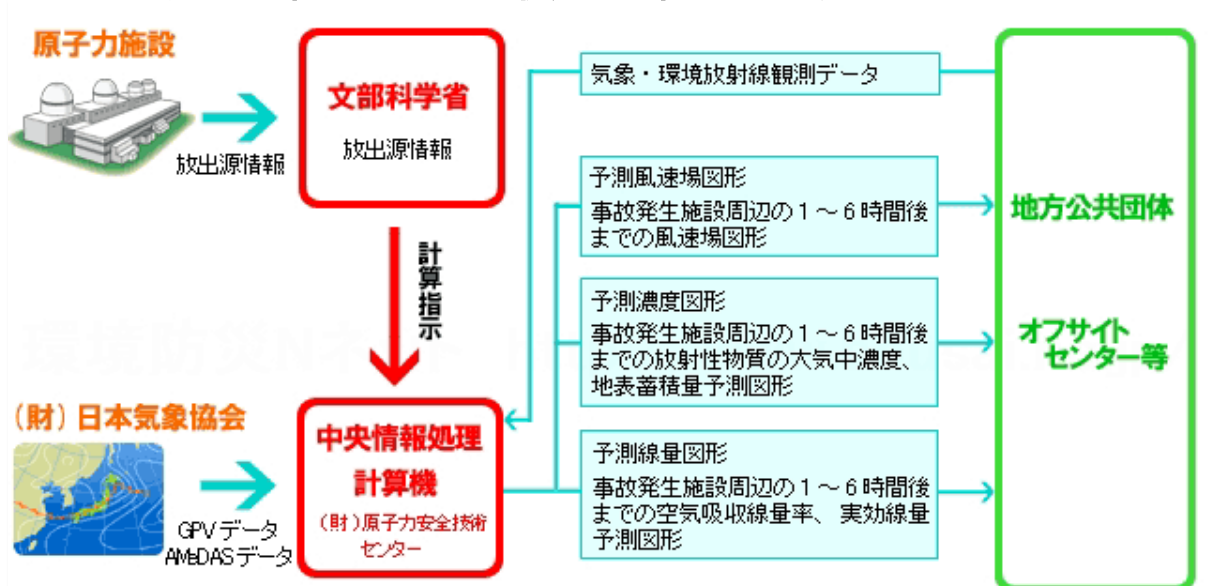 原子力施設
放出源情報
文部科学省
放出源情報
計算指示
(財)日本気象協会
GPVデータ
AMeDASデータ
中央情報処理
計算機
(財)原子力安全技術
センター
気象・環境放射線観測データ
予測風速場図形
事故発生施設周辺の1～6時間後
までの風速場図形
予測濃度図形
事故発生施設周辺の1～6時間後
までの放射性物質の大気中濃度、
地表蓄積量予測図形
予測線量図形
事故発生施設周辺の1～6時間後
までの空気吸収線量率、実効線量
予測図形
地方公共団体
オフサイト
センター等
環境防災Nネット